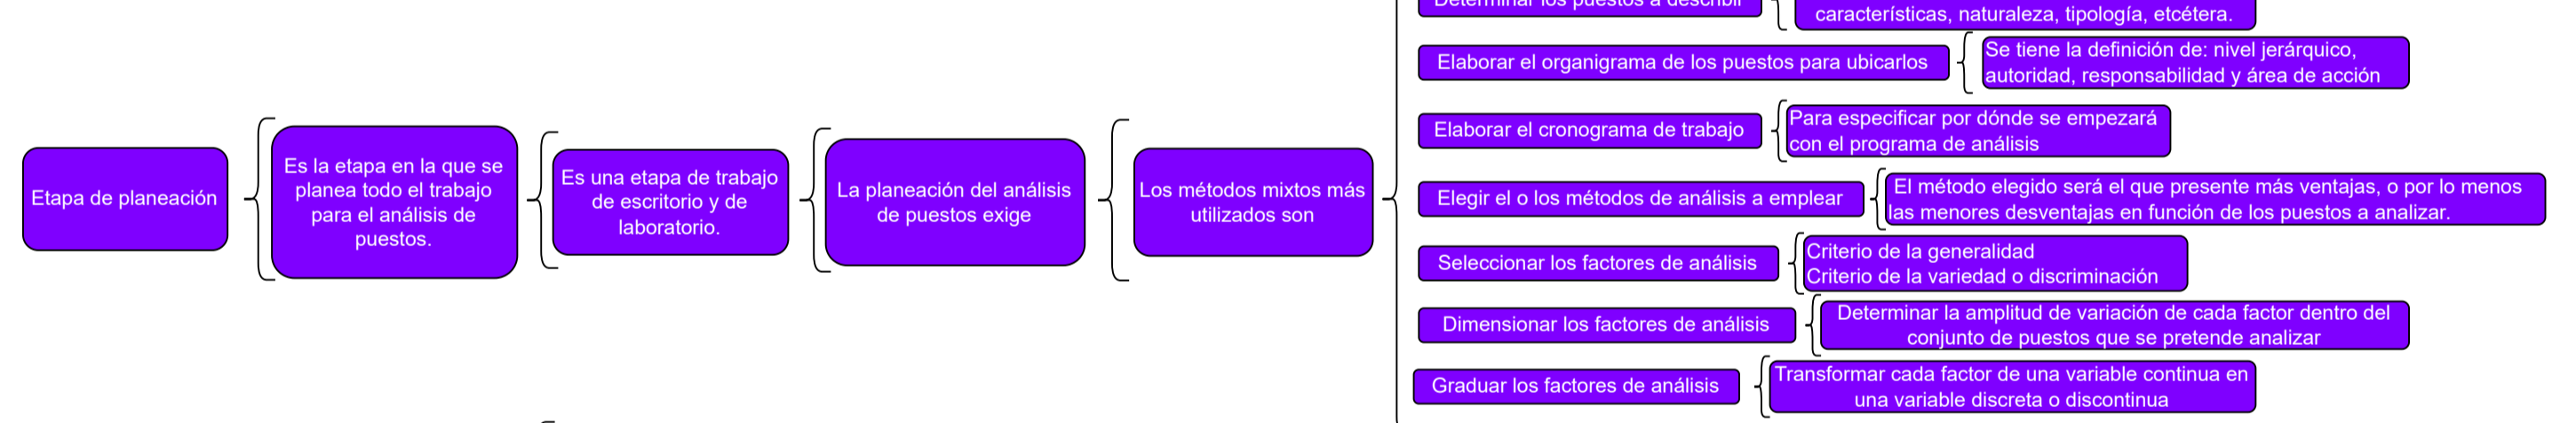 Etapa de planeación
Es la etapa en la que se
planea todo el trabajo
para el análisis de
puestos.
Es una etapa de trabajo
de escritorio y de
laboratorio.
La planeación del análisis
de puestos exige
Los métodos mixtos más
utilizados son
Determinar los puestos a describir
características, naturaleza, tipología, etcétera.
Elaborar el organigrama de los puestos para ubicarlos
Se tiene la definición de: nivel jerárquico,
autoridad, responsabilidad y área de acción
Elaborar el cronograma de trabajo
Para especificar por dónde se empezará
con el programa de análisis
Elegir el o los métodos de análisis a emplear
El método elegido será el que presente más ventajas, o por lo menos
las menores desventajas en función de los puestos a analizar.
Seleccionar los factores de análisis
Criterio de la generalidad
Criterio de la variedad o discriminación
Dimensionar los factores de análisis
Determinar la amplitud de variación de cada factor dentro del
conjunto de puestos que se pretende analizar
Graduar los factores de análisis
Transformar cada factor de una variable continua en
una variable discreta o discontinua